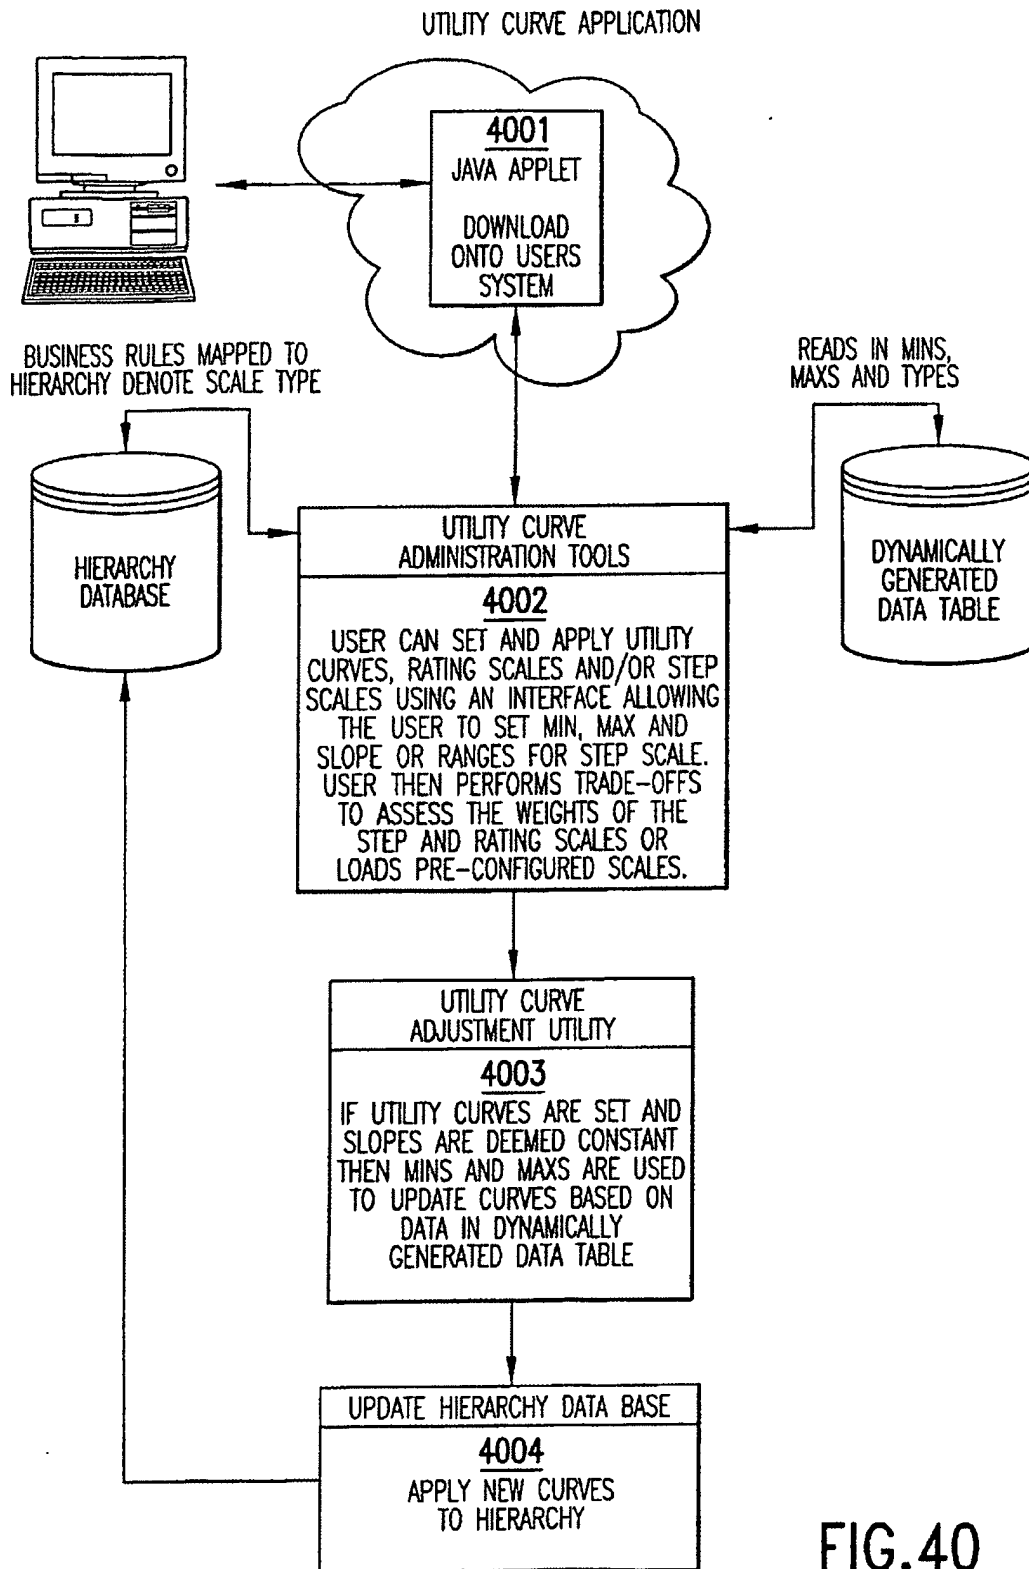 UTILITY CURVE APPLICATION
4001
JAVA APPLET
DOWNLOAD
ONTO USERS
SYSTEM
BUSINESS RULES MAPPED TO
HIERARCHY DENOTE SCALE TYPE
READS IN MINS,
MAXS AND TYPES
HIERARCHY
DATABASE
UTILITY CURVE
ADMINISTRATION TOOLS
4002
USER CAN SET AND APPLY UTILITY
CURVES, RATING SCALES AND/OR STEP
SCALES USING AN INTERFACE ALLOWING
THE USER TO SET MIN, MAX AND
SLOPE OR RANGES FOR STEP SCALE.
USER THEN PERFORMS TRADE-OFFS
TO ASSESS THE WEIGHTS OF THE
STEP AND RATING SCALES OR
LOADS PRE-CONFIGURED SCALES.
DYNAMICALLY
GENERATED
DATA TABLE
UTILITY CURVE
ADJUSTMENT UTILITY
4003
IF UTILITY CURVES ARE SET AND
SLOPES ARE DEEMED CONSTANT
THEN MINS AND MAXS ARE USED
TO UPDATE CURVES BASED ON
DATA IN DYNAMICALLY
GENERATED DATA TABLE
UPDATE HIERARCHY DATA BASE
4004
APPLY NEW CURVES
TO HIERARCHY
FIG.40